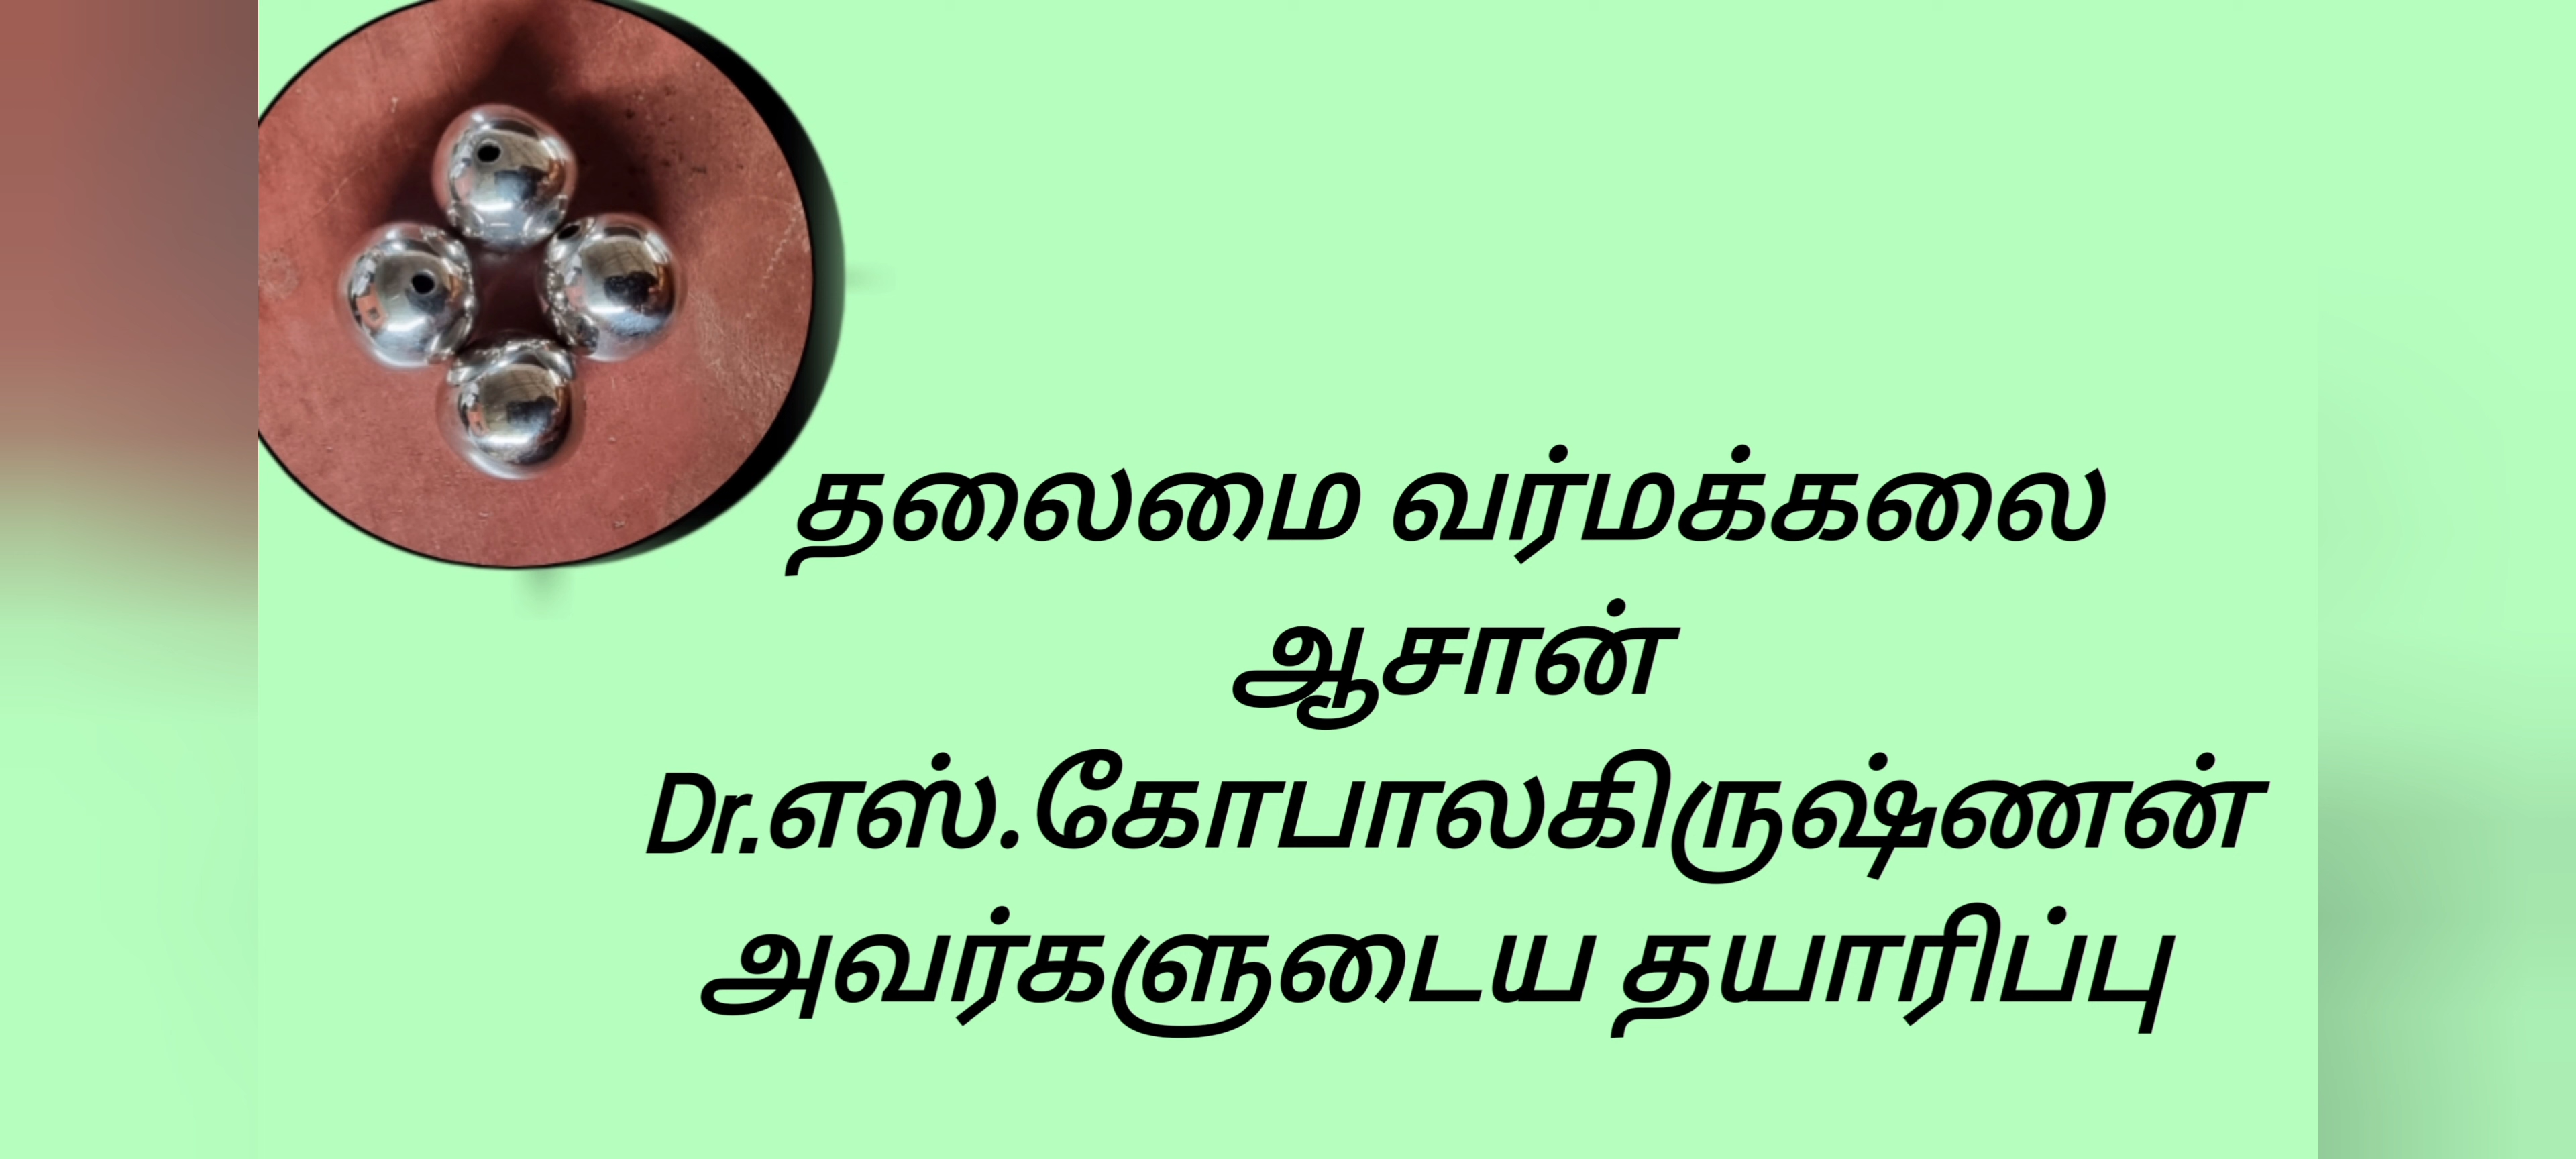 தலைமை வர்மக்கலை
ஆசான்
Dr.எஸ்.கோபாலகிருஷ்ணன்
அவர்களுடைய தயாரிப்பு